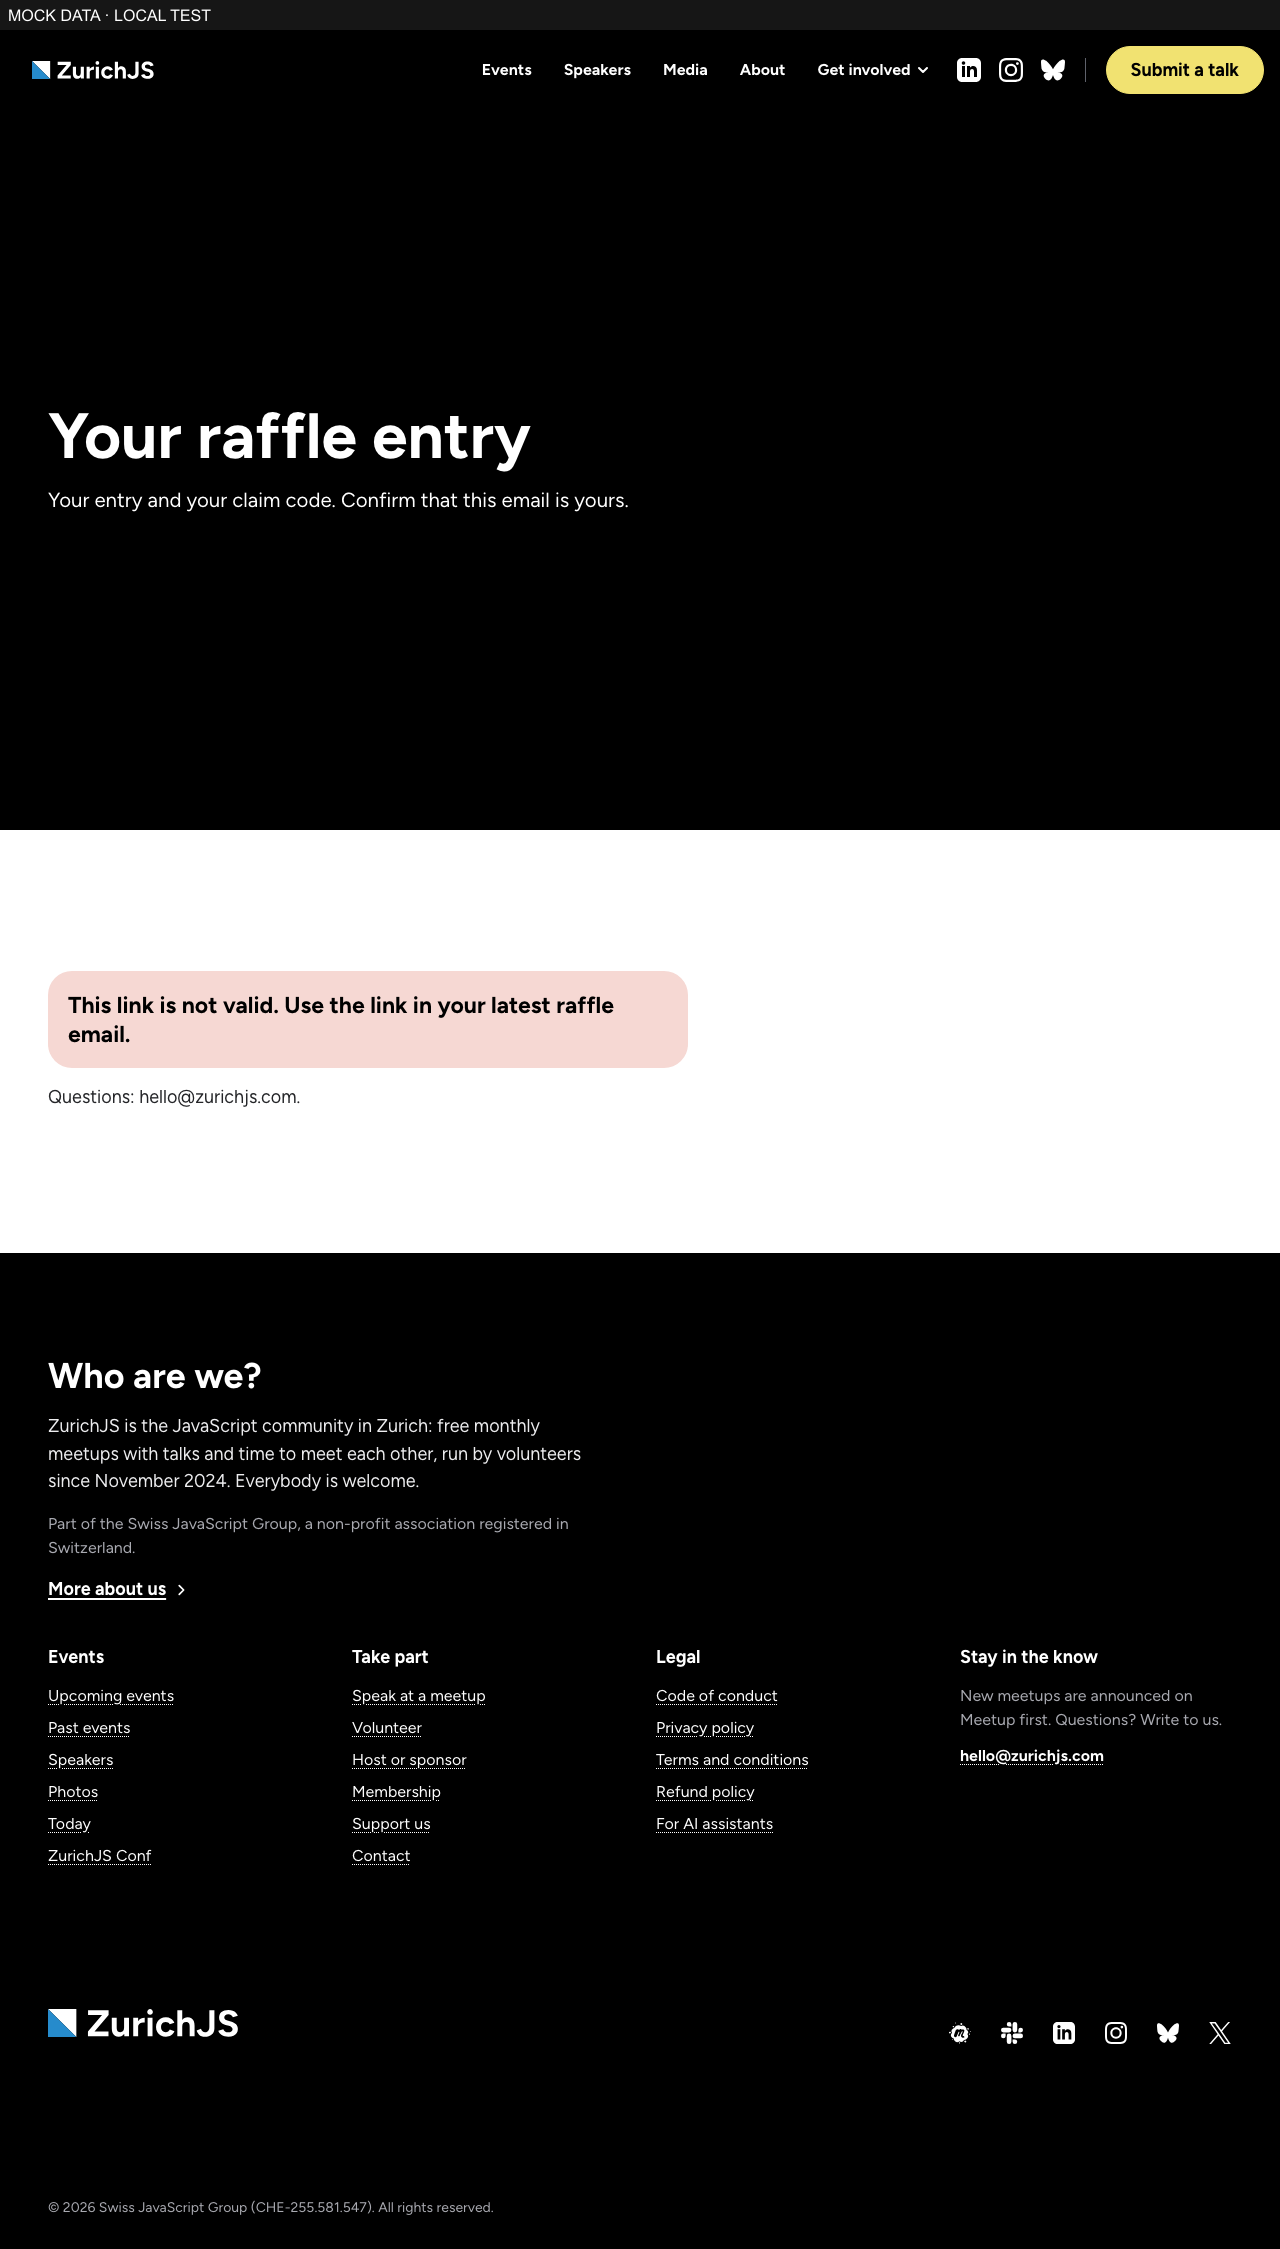 MOCK DATA · LOCAL TEST
ZurichJS
Events
Speakers
Media
About
Get involved
Submit a talk
Your raffle entry
Your entry and your claim code. Confirm that this email is yours.
This link is not valid. Use the link in your latest raffle
email.
Questions: hello@zurichjs.com.
Who are we?
ZurichJS is the JavaScript community in Zurich: free monthly
meetups with talks and time to meet each other, run by volunteers
since November 2024. Everybody is welcome.
Part of the Swiss JavaScript Group, a non-profit association registered in
Switzerland.
More about us
Events
Upcoming events
Past events
Speakers
Photos
Today
ZurichJS Conf
Take part
Speak at a meetup
Volunteer
Host or sponsor
Membership
Support us
Contact
Legal
Code of conduct
Privacy policy
Terms and conditions
Refund policy
For AI assistants
Stay in the know
New meetups are announced on
Meetup first. Questions? Write to us.
hello@zurichjs.com
ZurichJS
© 2026 Swiss JavaScript Group (CHE-255.581.547). All rights reserved.